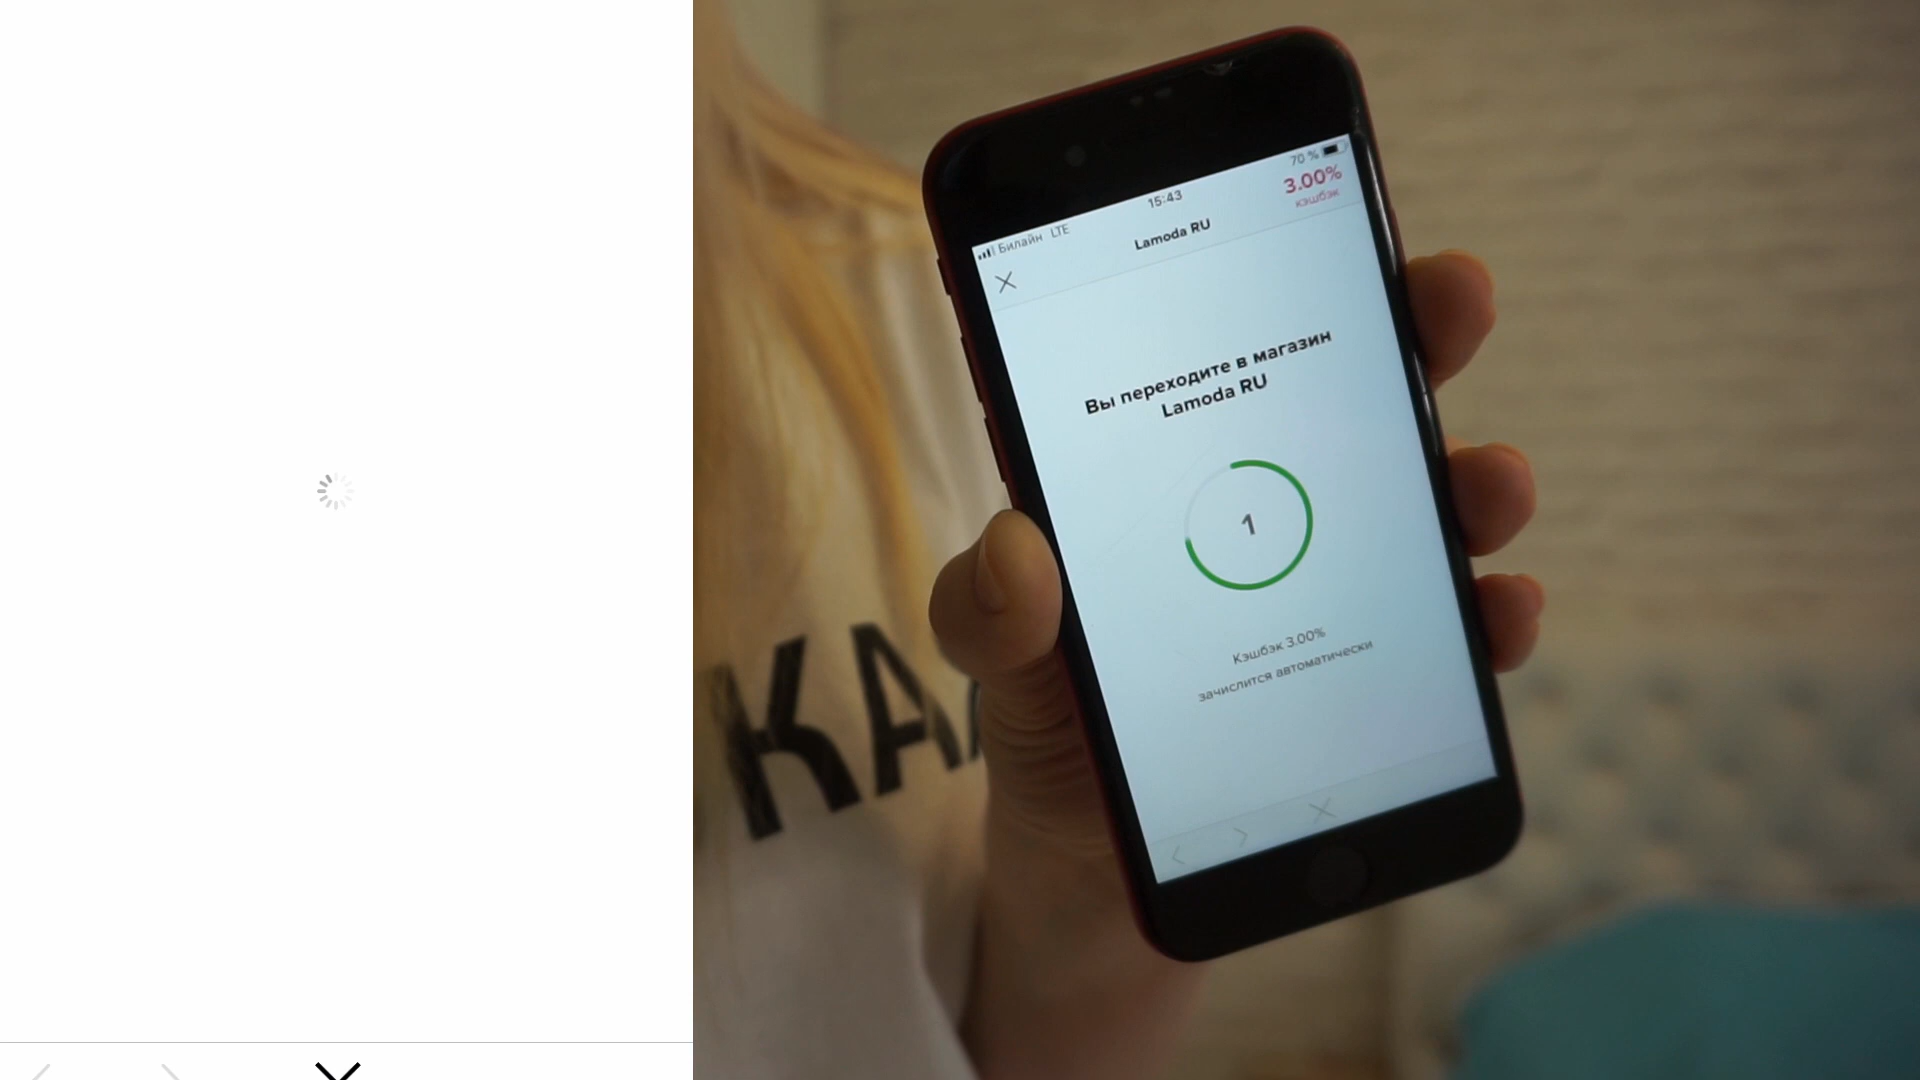 70 %
15:43
Билайн LTE
3.00%
кэшбэк
Lamoda RU
Вы переходите в магазин
Lamoda RU
1
Кэшбэк 3.00%
зачислится автоматически
КА